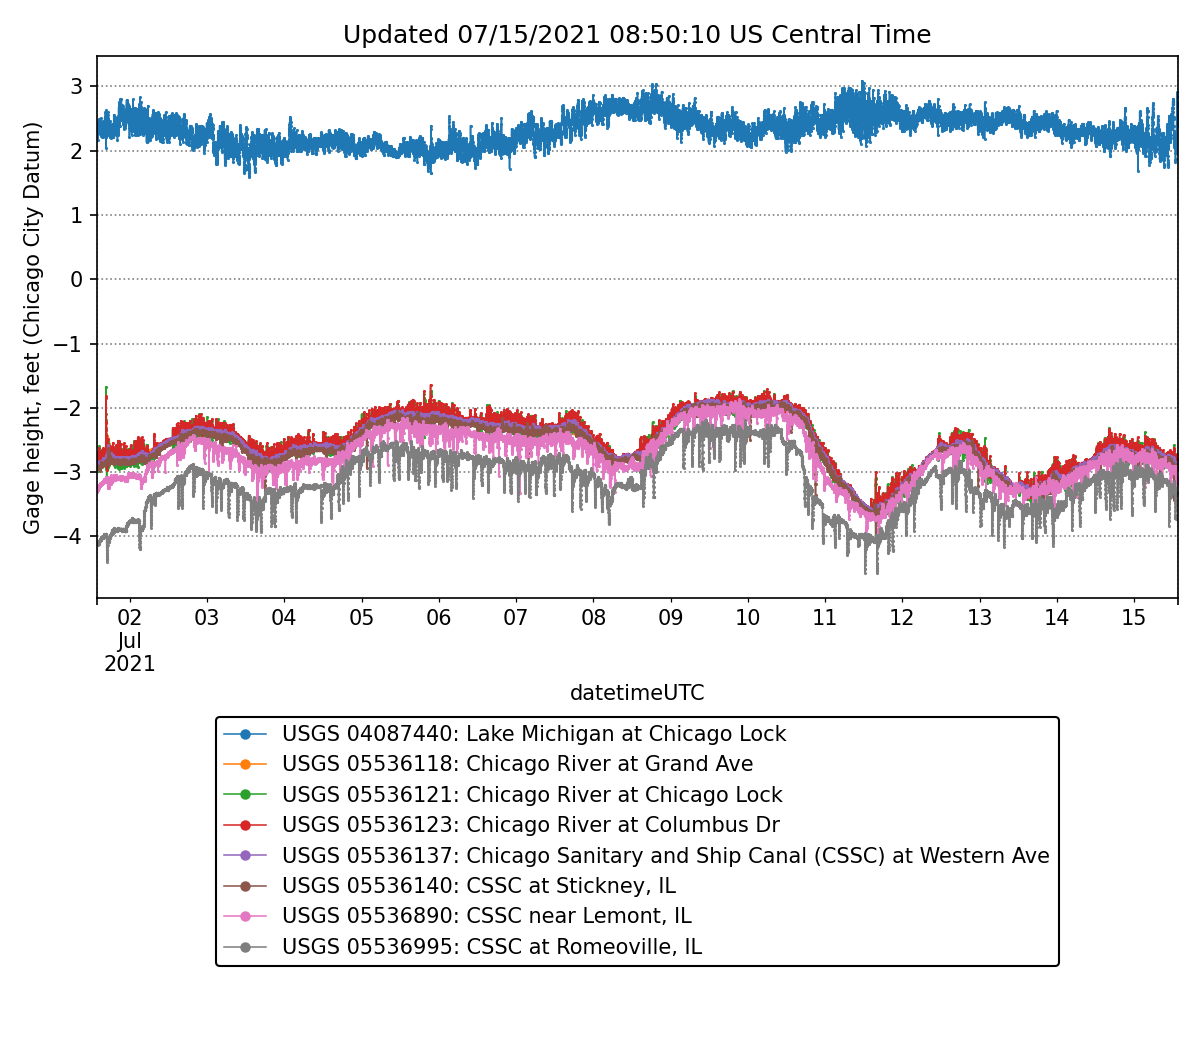 Updated 07/15/2021 08:50:10 US Central Time
Gage height, feet (Chicago City Datum)
3
2
1
0
−1
−2
−3
−4
02 03 04 05 06 07 08 09 10 11 12 13 14 15
Jul
2021
datetimeUTC
USGS 04087440: Lake Michigan at Chicago Lock
USGS 05536118: Chicago River at Grand Ave
USGS 05536121: Chicago River at Chicago Lock
USGS 05536123: Chicago River at Columbus Dr
USGS 05536137: Chicago Sanitary and Ship Canal (CSSC) at Western Ave
USGS 05536140: CSSC at Stickney, IL
USGS 05536890: CSSC near Lemont, IL
USGS 05536995: CSSC at Romeoville, IL